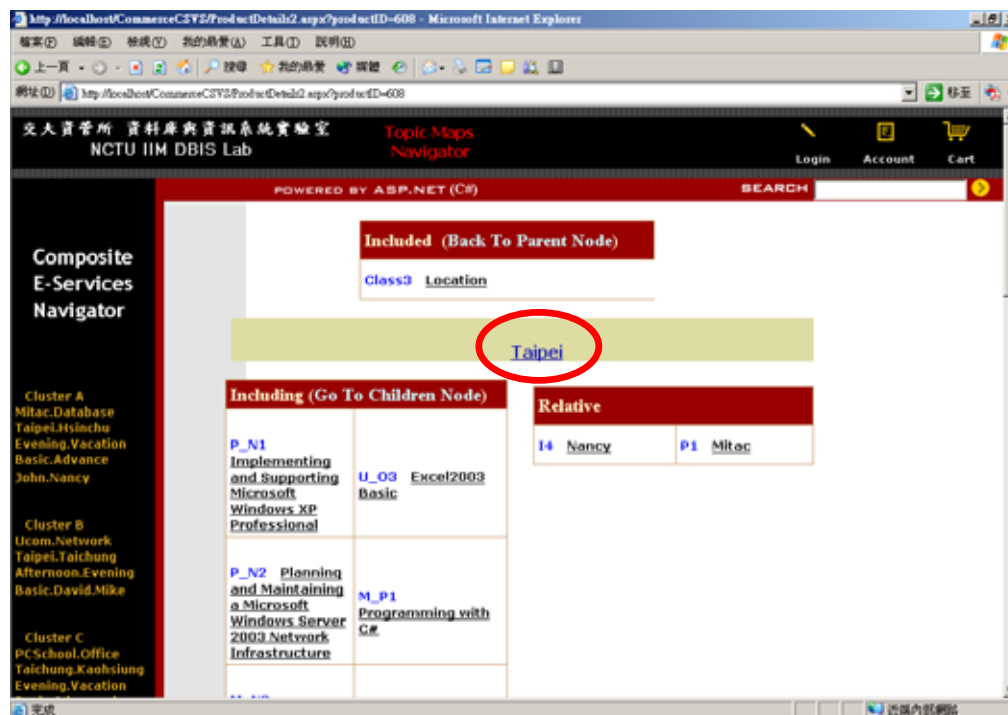 http://localhost/CommerceCSVS/ProductDetails2.aspx?productID=608 - Microsoft Internet Explorer
檔案(F) 編輯(E) 檢視(V) 我的最愛(A) 工具(T) 說明(H)
上一頁 搜尋 我的最愛 媒體
網址(D) http://localhost/CommerceCSVS/ProductDetails2.aspx?productID=608 移至
交大資管所 資料庫與資訊系統實驗室
NCTU IIM DBIS Lab
Topic Maps
Navigator
Login Account Cart
POWERED BY ASP.NET (C#) SEARCH
Composite
E-Services
Navigator
Cluster A
Mitac.Database
Taipei.Hsinchu
Evening.Vacation
Basic.Advance
John.Nancy
Cluster B
Ucom.Network
Taipei.Taichung
Afternoon.Evening
Basic.David.Mike
Cluster C
PCSchool.Office
Taichung.Kaohsiung
Evening.Vacation
Included (Back To Parent Node)
Class3 Location
Taipei
Including (Go To Children Node)
P_N1
Implementing
and Supporting
Microsoft
Windows XP
Professional
U_O3 Excel2003
Basic
P_N2 Planning
and Maintaining
a Microsoft
Windows Server
2003 Network
Infrastructure
M_P1
Programming with
C#
Relative
I4 Nancy P1 Mitac
完成
近端內部網路